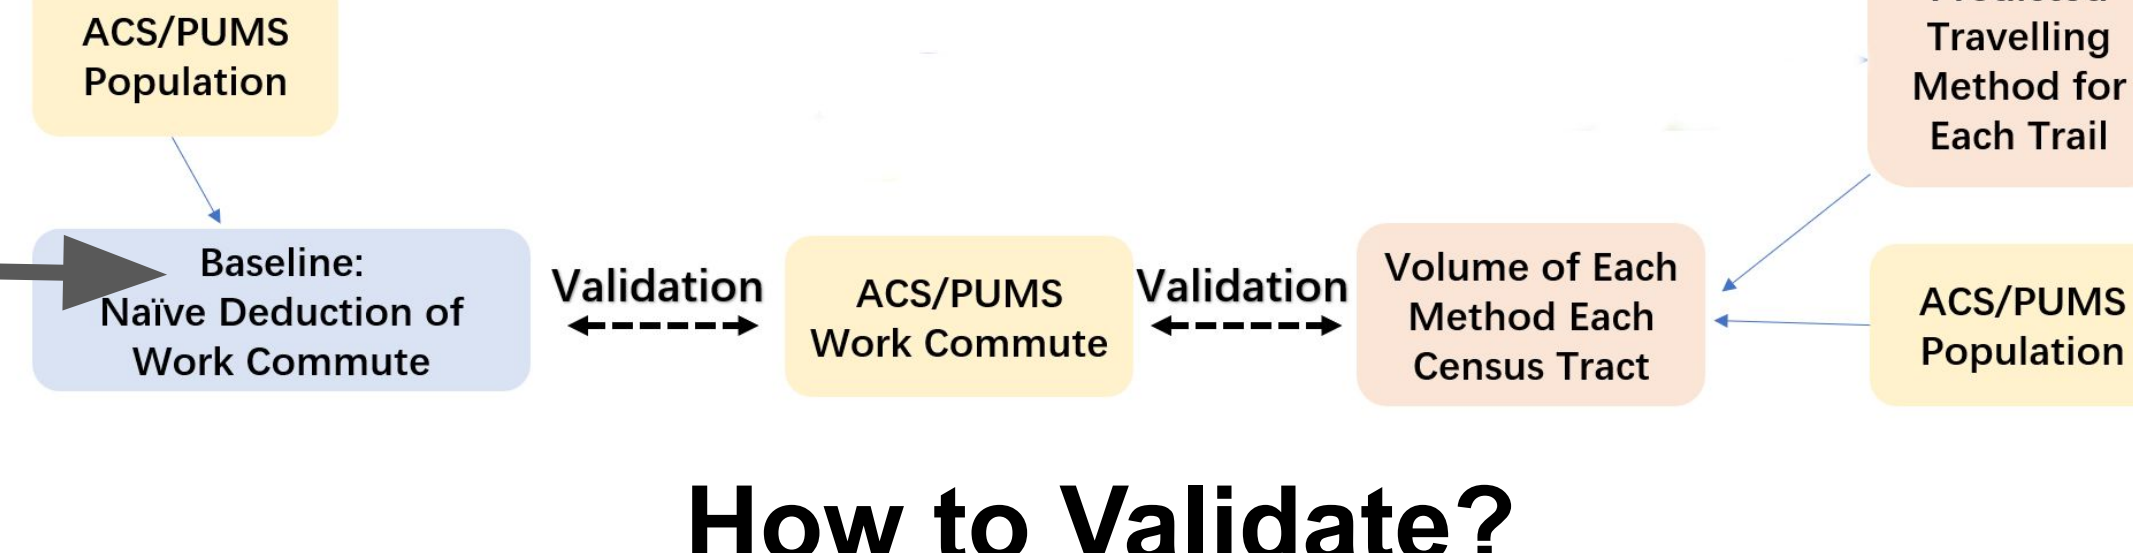 ACS/PUMS
Population
Travelling
Method for
Each Trail
Baseline:
Naïve Deduction of
Work Commute
Validation
ACS/PUMS
Work Commute
Validation
Volume of Each
Method Each
Census Tract
ACS/PUMS
Population
How to Validate?